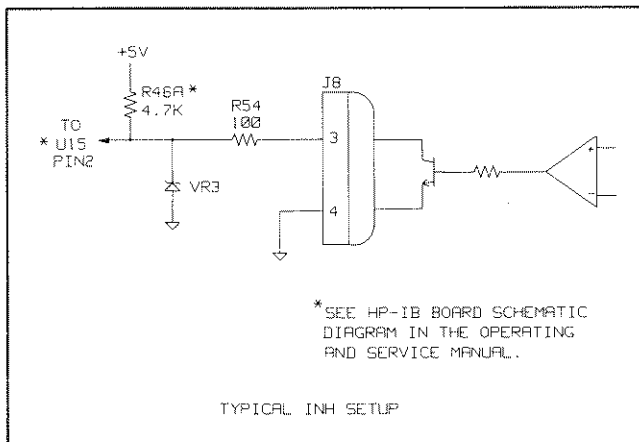 +5V
R46A*
4.7K
J8
R54
100
TO
* U15
PIN2
3
VR3
4
+
-
*SEE HP-IB BOARD SCHEMATIC
DIAGRAM IN THE OPERATING
AND SERVICE MANUAL.
TYPICAL INH SETUP